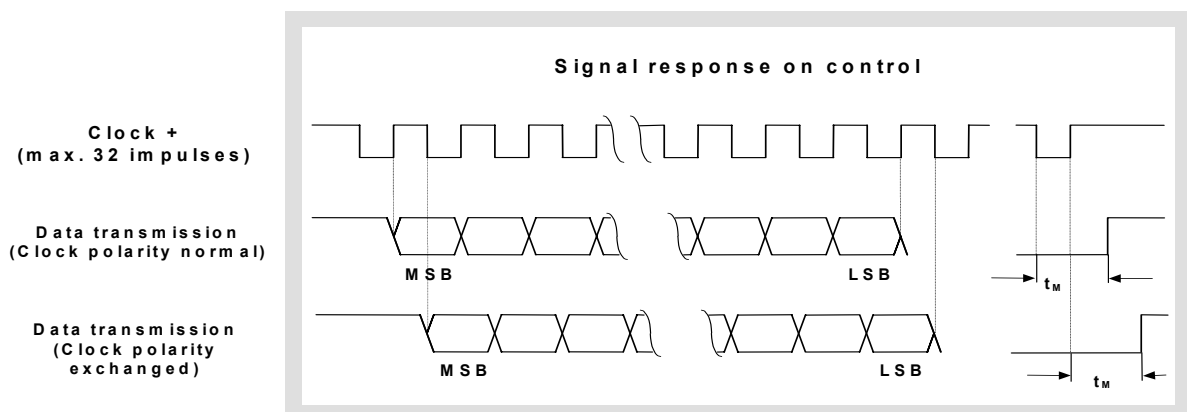 Signal response on control
Clock +
(max. 32 impulses)
Data transmission
(Clock polarity normal)
MSB
LSB
tM
Data transmission
(Clock polarity
exchanged)
MSB
LSB
tM